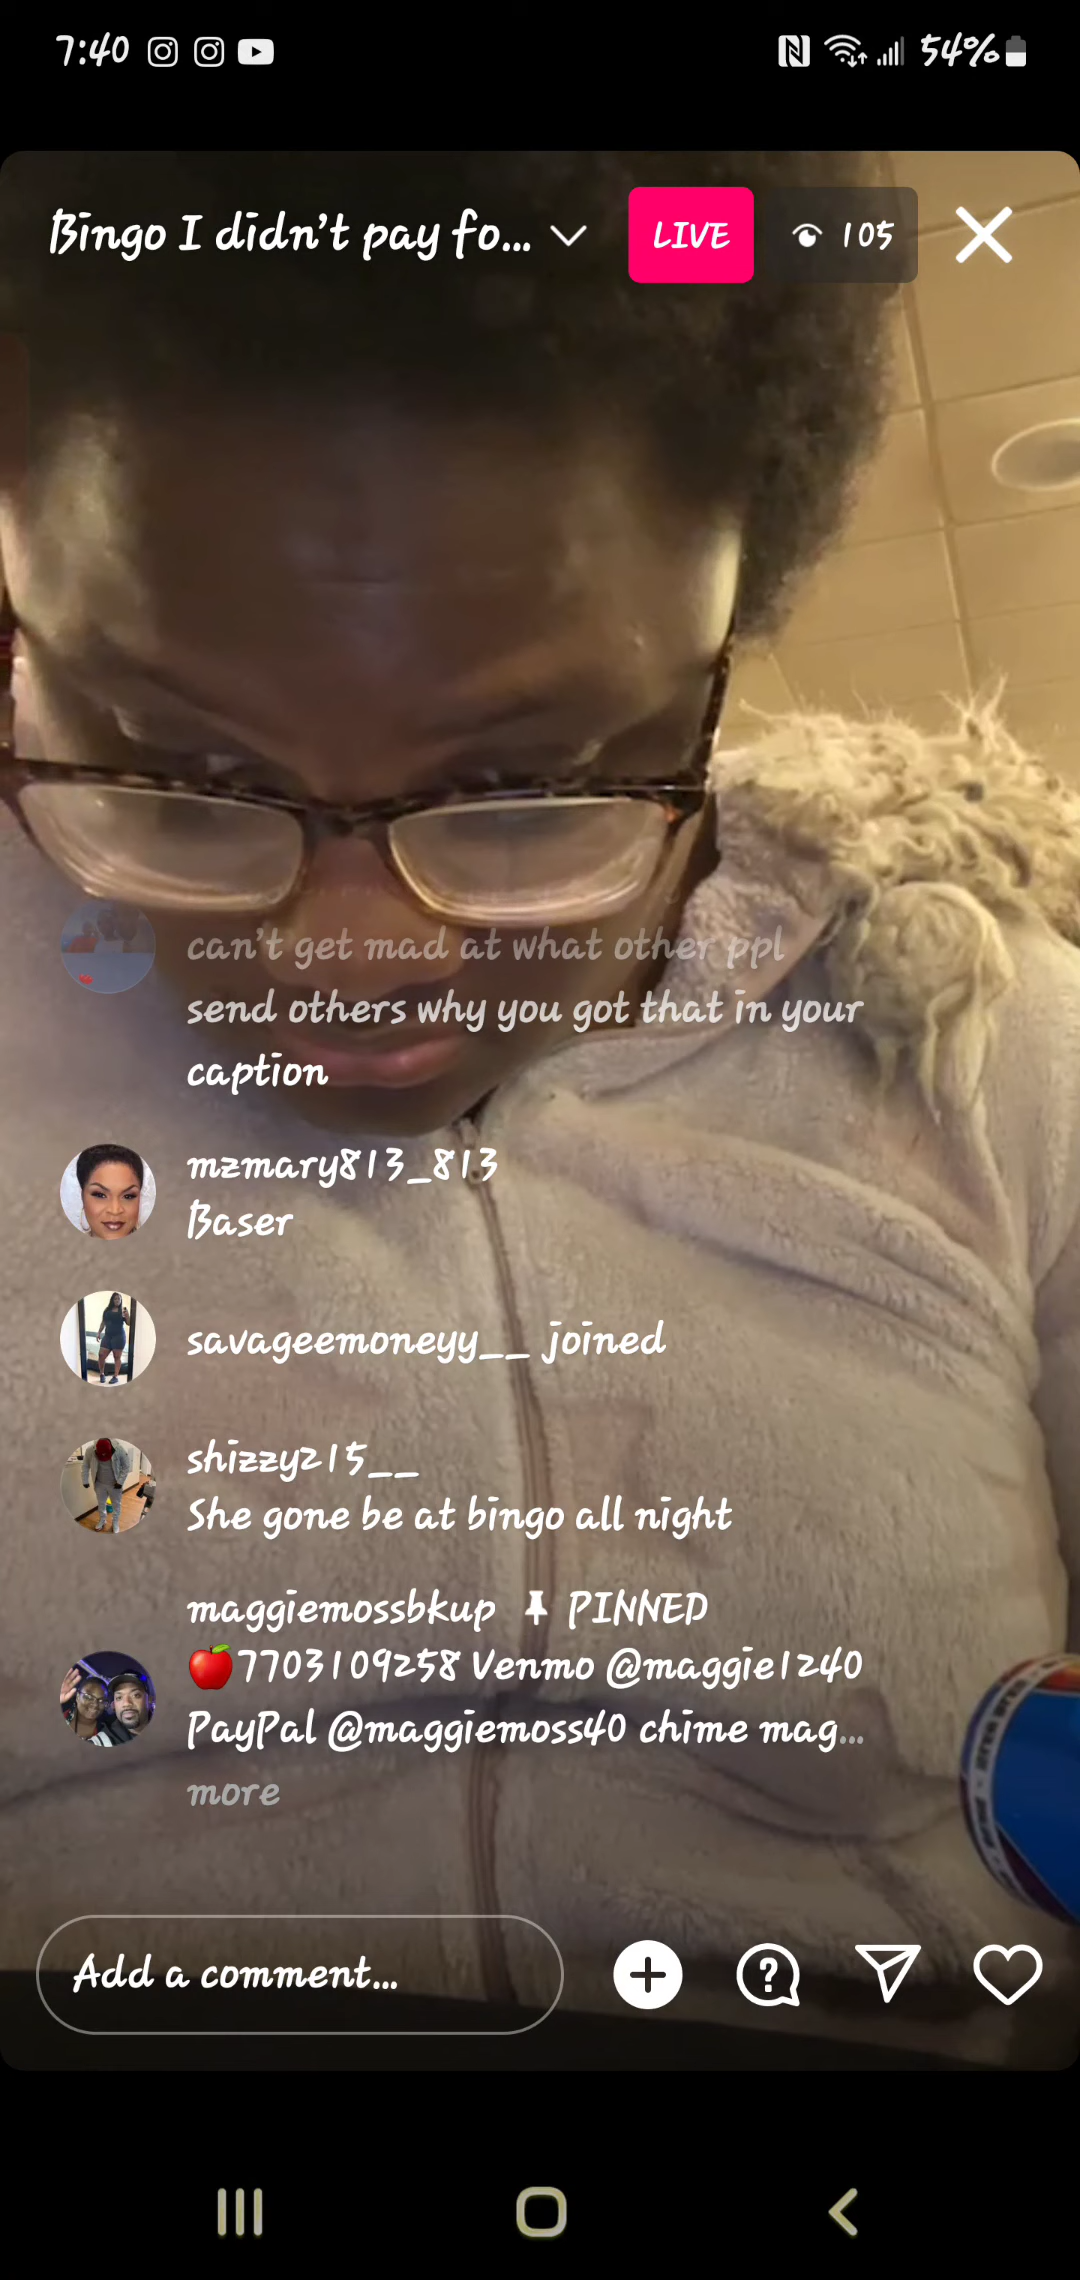 7:40
54%
Bingo I didn't pay fo...
LIVE
105
can't get mad at what other ppl
send others why you got that in your
caption
mzmary813_813
Baser
savageemoneyy__ joined
shizzy215__
She gone be at bingo all night
maggiemossbkup PINNED
🍎7703109258 Venmo @maggie1240
PayPal @maggiemoss40 chime mag...
more
Add a comment...